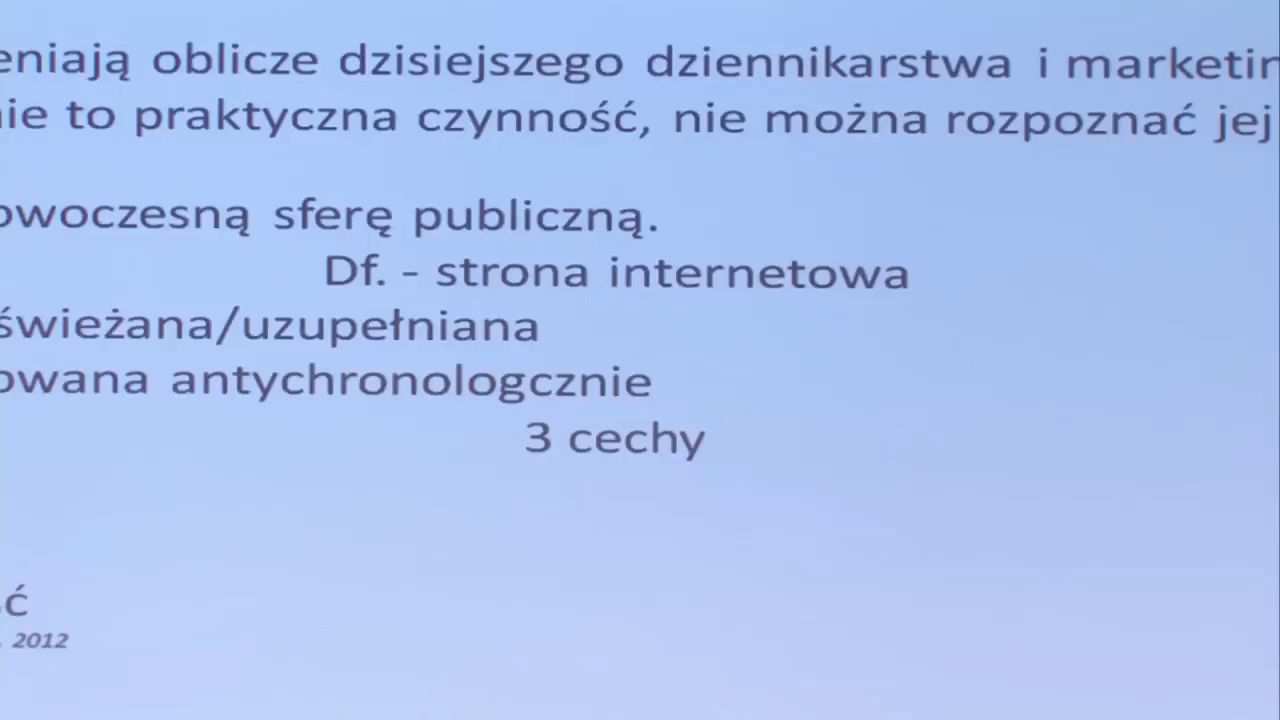 eniają oblicze dzisiejszego dziennikarstwa i marketin
nie to praktyczna czynność, nie można rozpoznać jej
owoczesną sferę publiczną.
Df. - strona internetowa
świeżana/uzupełniana
owana antychronologcznie
3 cechy
ć
. 2012